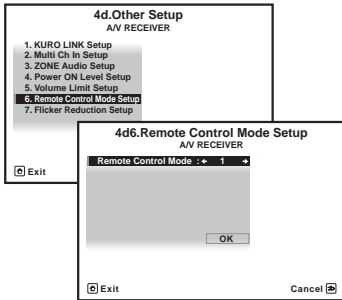 4d.Other Setup
A/V RECEIVER
1. KURO LINK Setup
2. Multi Ch In Setup
3. ZONE Audio Setup
4. Power ON Level Setup
5. Volume Limit Setup
6. Remote Control Mode Setup
7. Flicker Reduction Setup
Exit
4d6.Remote Control Mode Setup
A/V RECEIVER
Remote Control Mode : 1
OK
Exit
Cancel